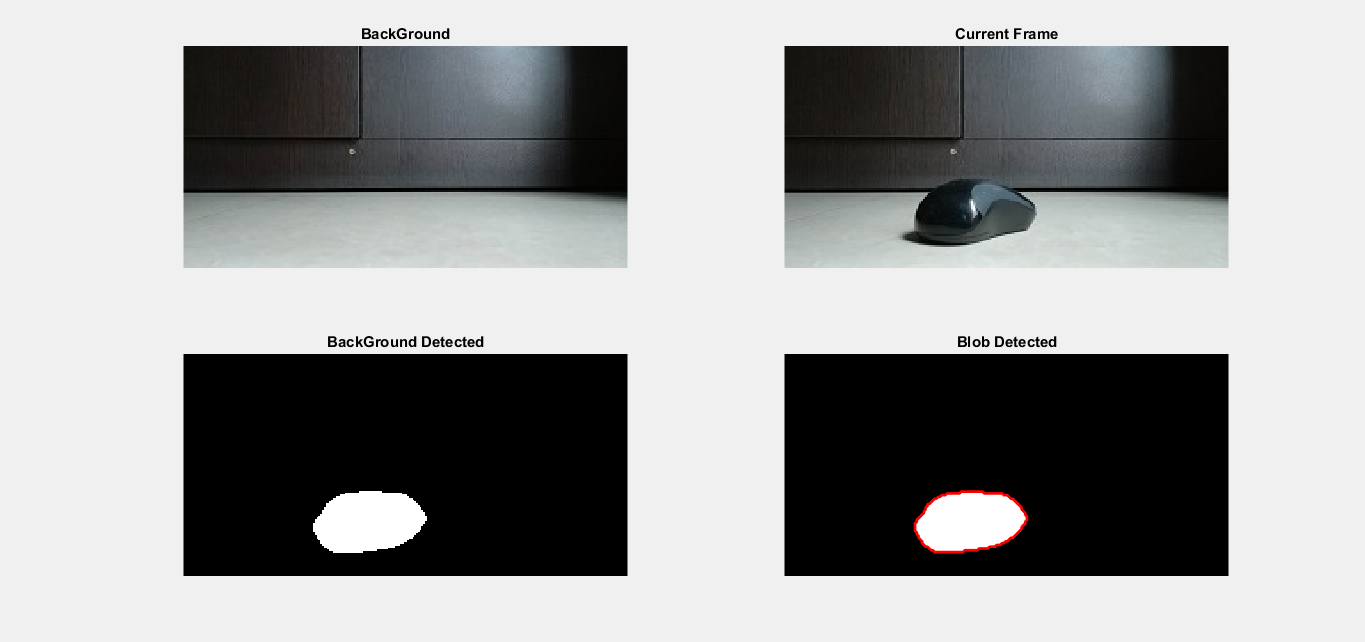 BackGround
Current Frame
BackGround Detected
Blob Detected